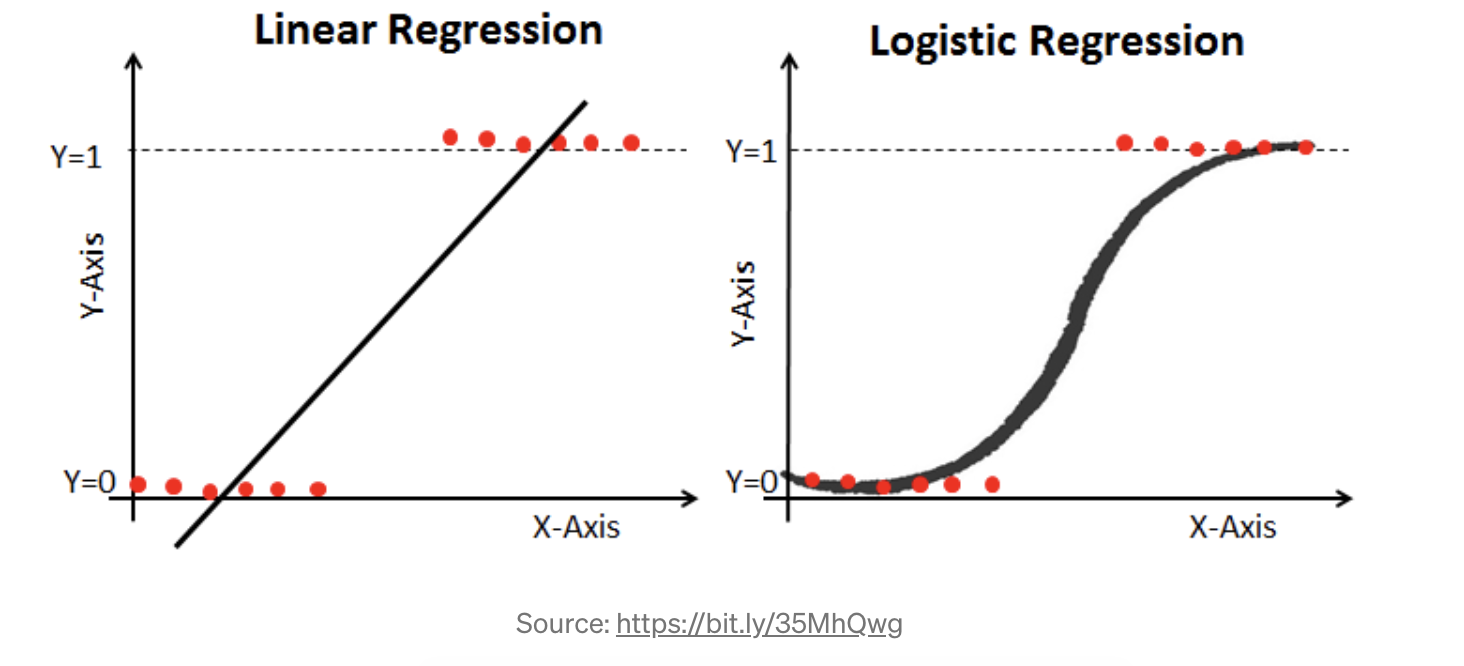 Linear Regression
Y=1
Y-Axis
Y=0
X-Axis
Logistic Regression
Y=1
Y-Axis
Y=0
X-Axis
Source: https://bit.ly/35MhQwg